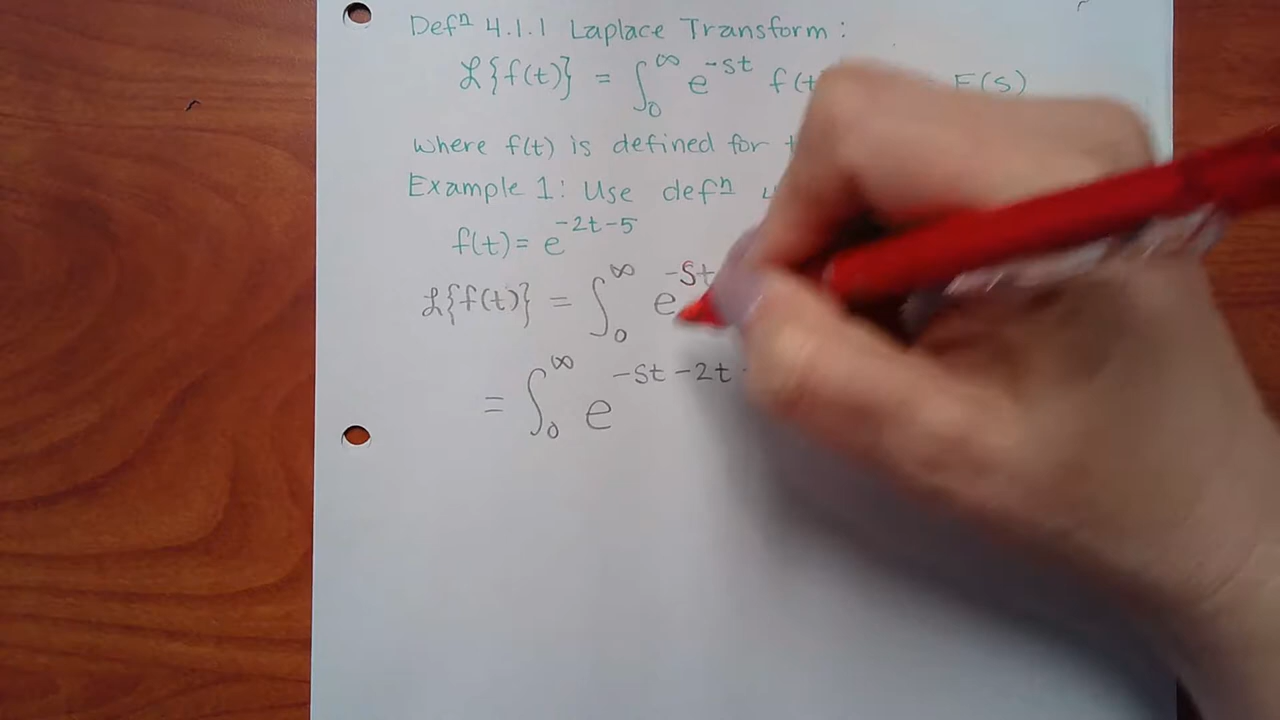 Defⁿ 4.1.1 Laplace Transform:
ℒ{f(t)} = ∫₀^∞ e^{-st} f(t F(s)
where f(t) is defined for
Example 1: Use defⁿ
f(t) = e^{-2t-5}
ℒ{f(t)} = ∫₀^∞ e^{-st}
= ∫₀^∞ e^{-st-2t}